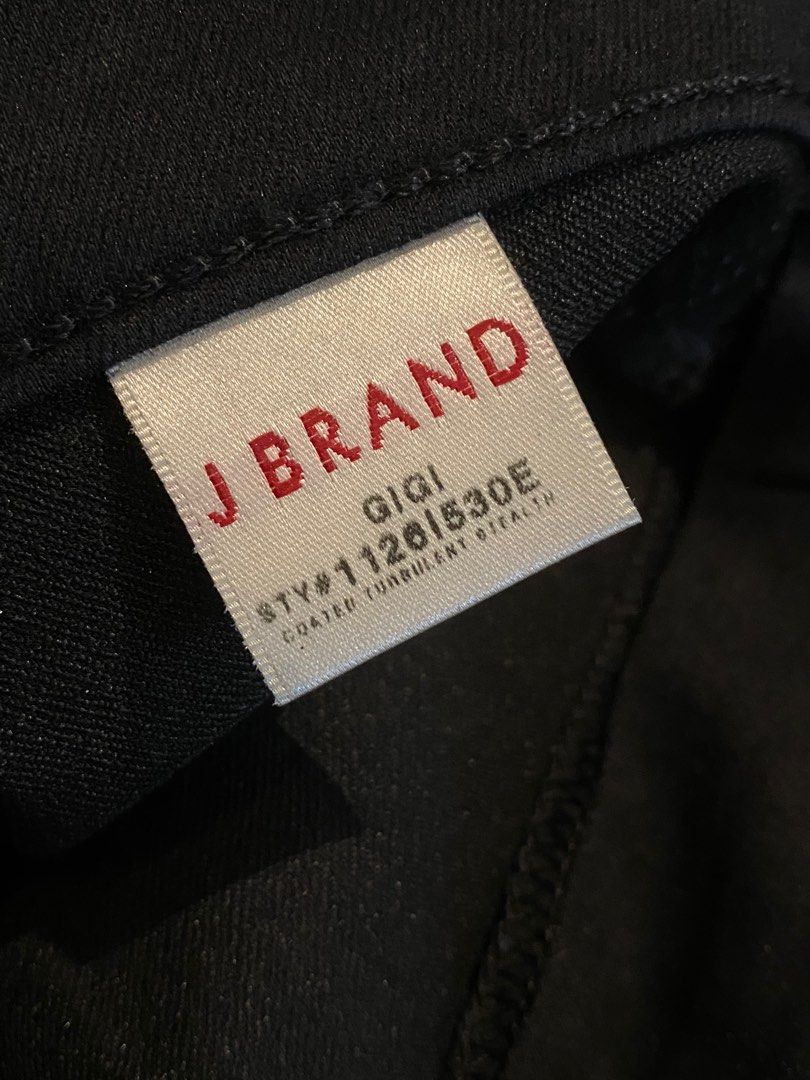 J BRAND
GIGI
STY#1126I530E
COATED TURBULENT STEALTH